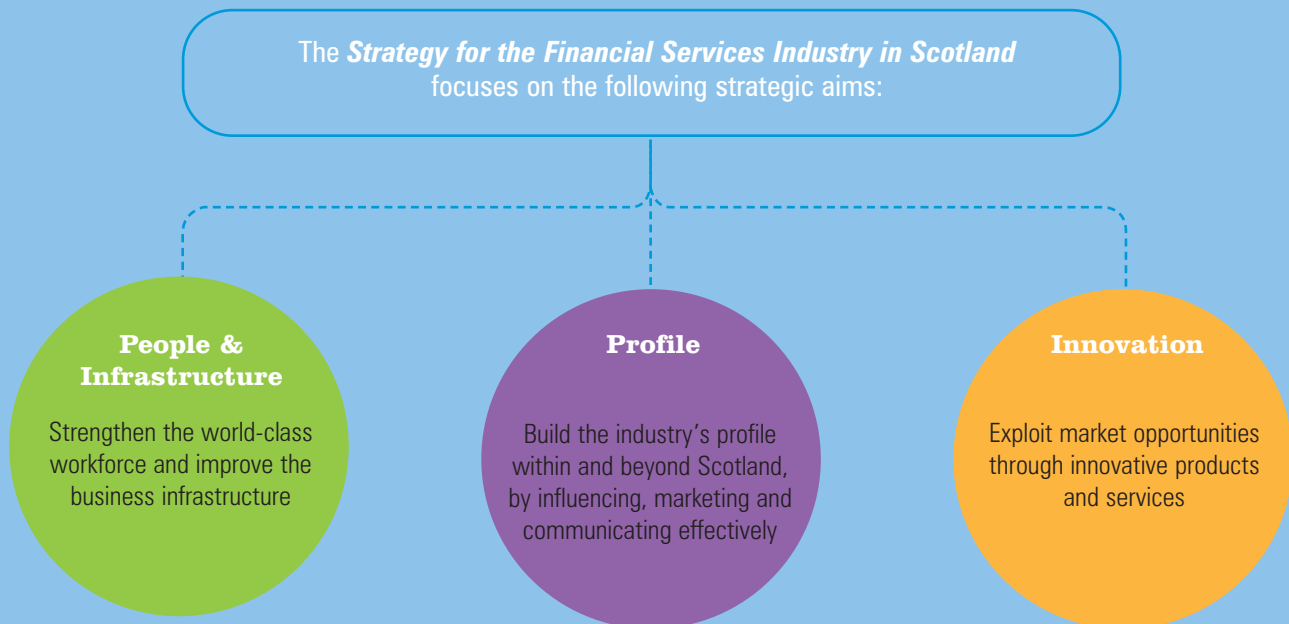 The Strategy for the Financial Services Industry in Scotland
focuses on the following strategic aims:
People &
Infrastructure
Strengthen the world-class
workforce and improve the
business infrastructure
Profile
Build the industry's profile
within and beyond Scotland,
by influencing, marketing and
communicating effectively
Innovation
Exploit market opportunities
through innovative products
and services